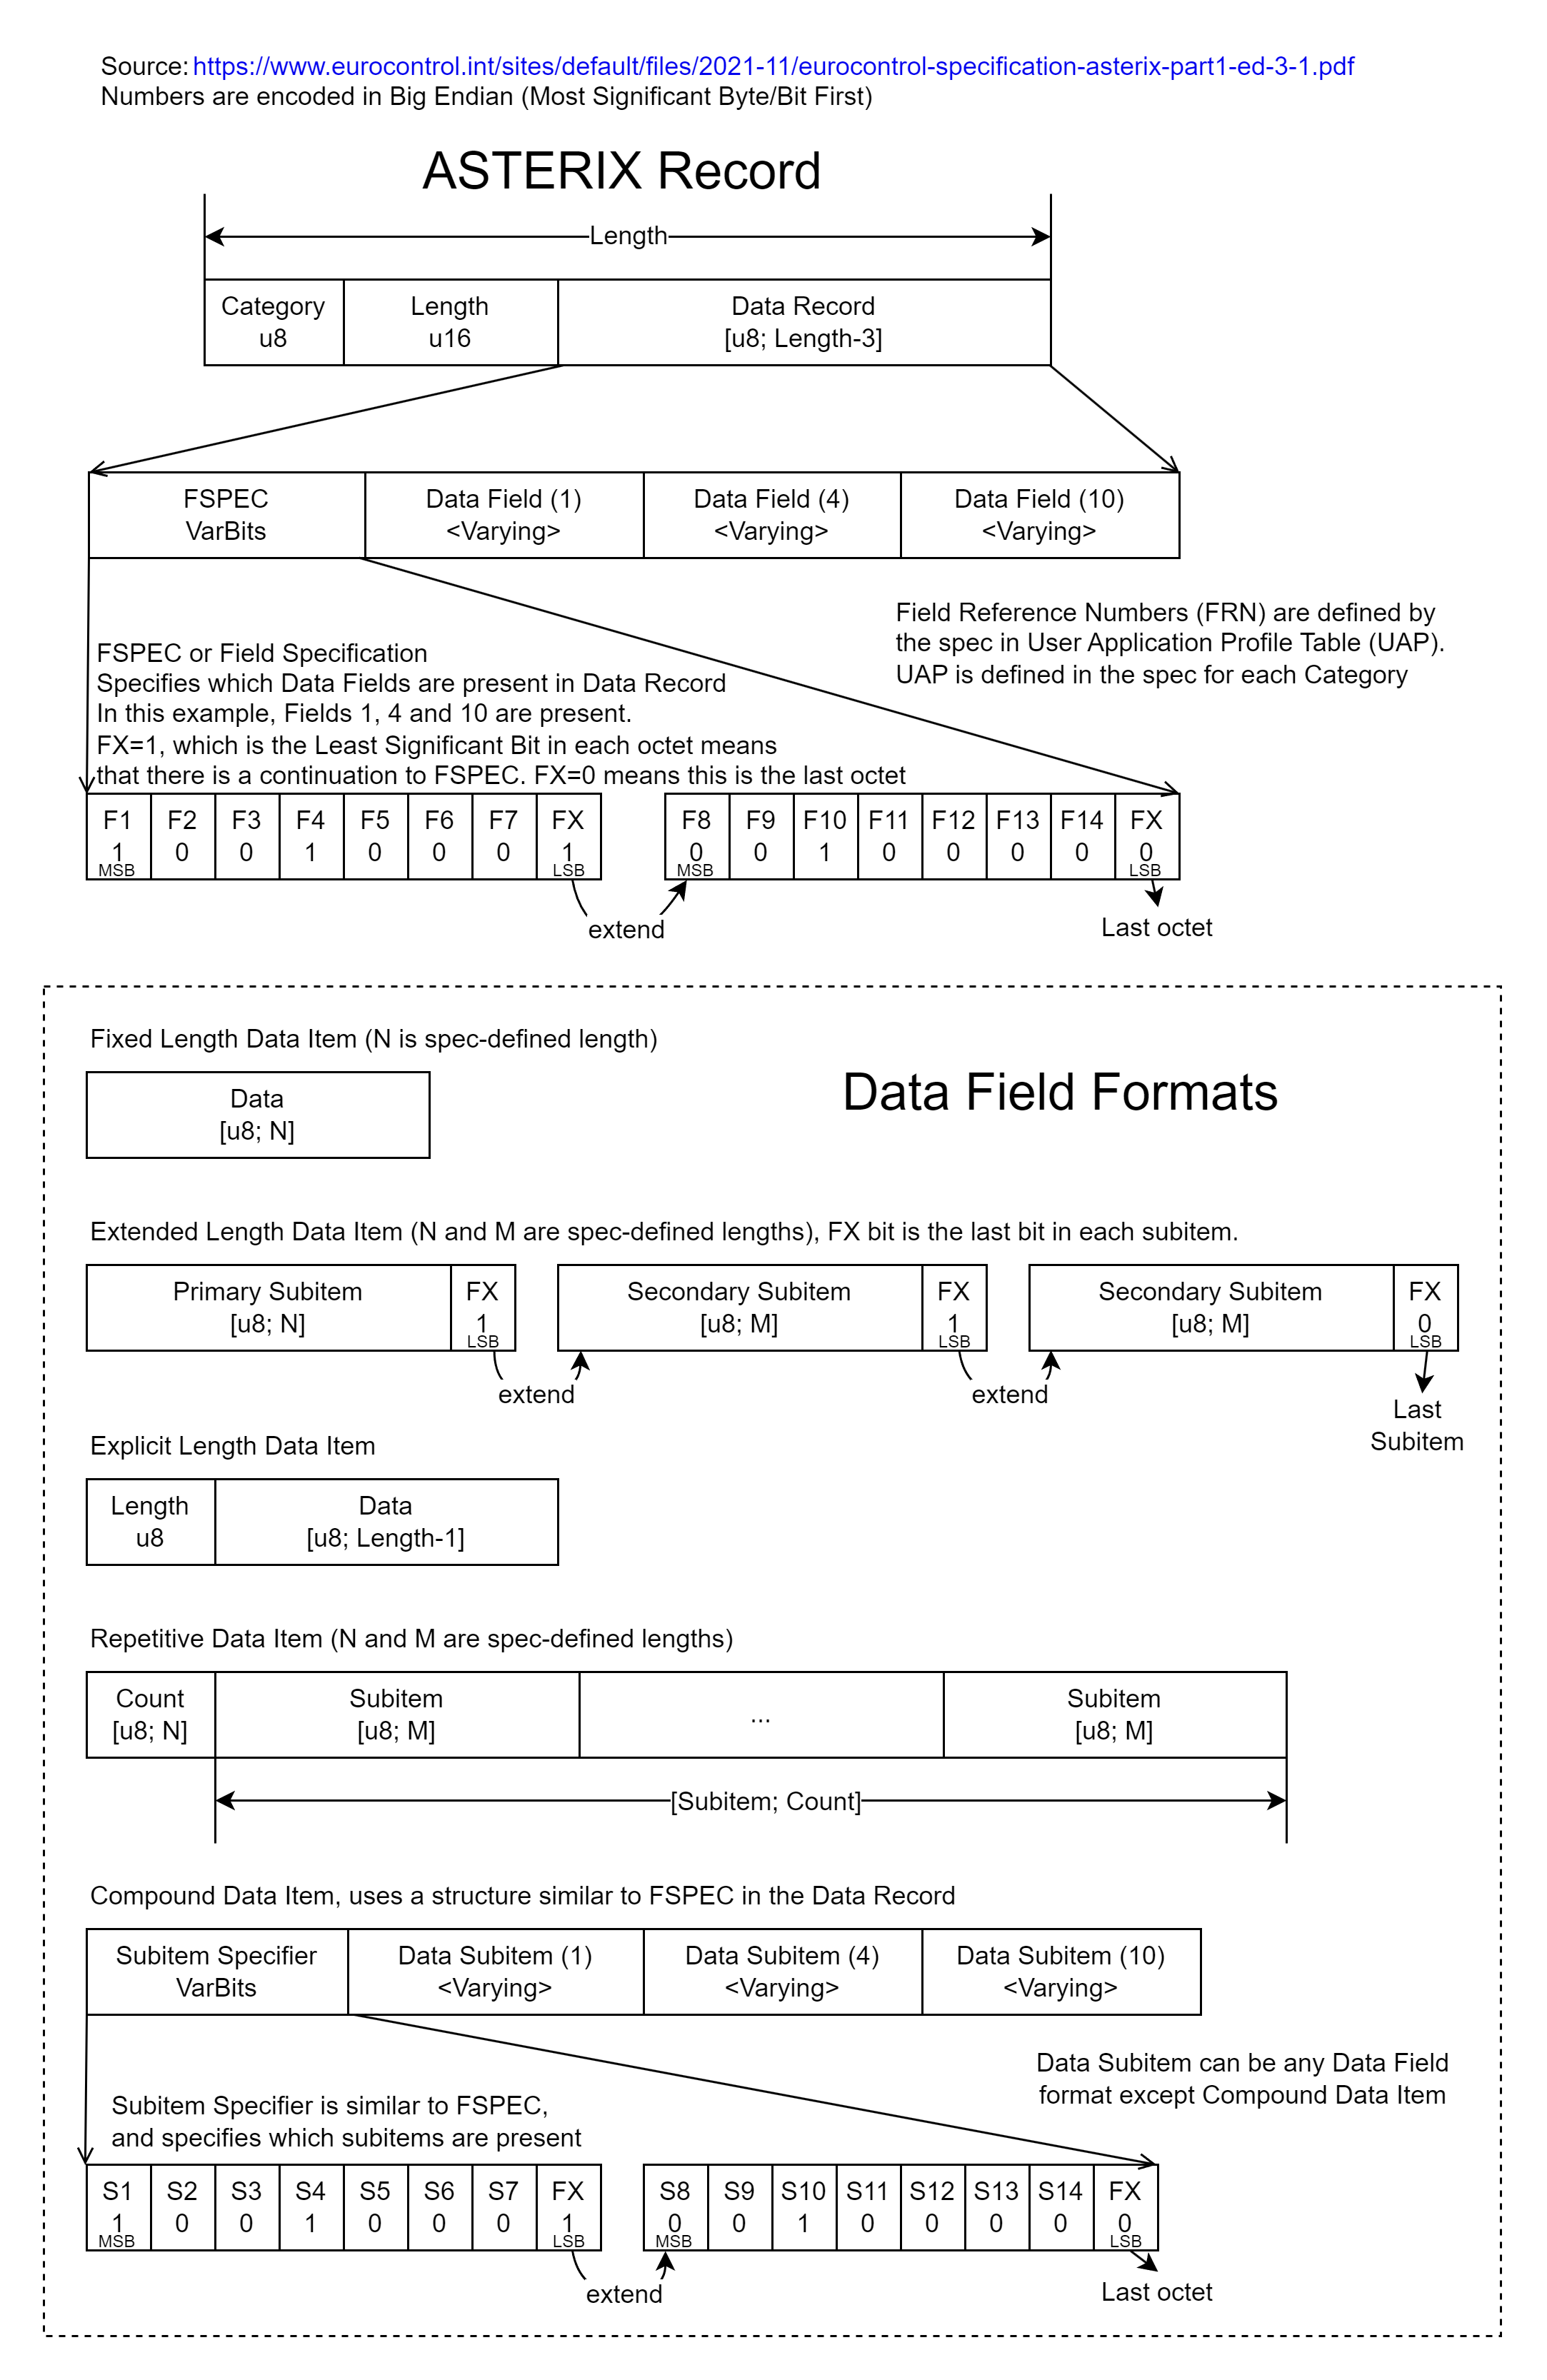 Source: https://www.eurocontrol.int/sites/default/files/2021-11/eurocontrol-specification-asterix-part1-ed-3-1.pdf
Numbers are encoded in Big Endian (Most Significant Byte/Bit First)
ASTERIX Record
Length
Category
u8
Length
u16
Data Record
[u8; Length-3]
FSPEC
VarBits
Data Field (1)
<Varying>
Data Field (4)
<Varying>
Data Field (10)
<Varying>
Field Reference Numbers (FRN) are defined by
the spec in User Application Profile Table (UAP).
UAP is defined in the spec for each Category
FSPEC or Field Specification
Specifies which Data Fields are present in Data Record
In this example, Fields 1, 4 and 10 are present.
FX=1, which is the Least Significant Bit in each octet means
that there is a continuation to FSPEC. FX=0 means this is the last octet
F1 F2 F3 F4 F5 F6 F7 FX
1 0 0 1 0 0 0 1
MSB LSB
F8 F9 F10 F11 F12 F13 F14 FX
0 0 1 0 0 0 0 0
MSB LSB
extend
Last octet
Fixed Length Data Item (N is spec-defined length)
Data Field Formats
Data
[u8; N]
Extended Length Data Item (N and M are spec-defined lengths), FX bit is the last bit in each subitem.
Primary Subitem
[u8; N]
FX
1
LSB
Secondary Subitem
[u8; M]
FX
1
LSB
Secondary Subitem
[u8; M]
FX
0
LSB
extend
extend
Last
Subitem
Explicit Length Data Item
Length
u8
Data
[u8; Length-1]
Repetitive Data Item (N and M are spec-defined lengths)
Count
[u8; N]
Subitem
[u8; M]
...
Subitem
[u8; M]
[Subitem; Count]
Compound Data Item, uses a structure similar to FSPEC in the Data Record
Subitem Specifier
VarBits
Data Subitem (1)
<Varying>
Data Subitem (4)
<Varying>
Data Subitem (10)
<Varying>
Data Subitem can be any Data Field
format except Compound Data Item
Subitem Specifier is similar to FSPEC,
and specifies which subitems are present
S1 S2 S3 S4 S5 S6 S7 FX
1 0 0 1 0 0 0 1
MSB LSB
S8 S9 S10 S11 S12 S13 S14 FX
0 0 1 0 0 0 0 0
MSB LSB
extend
Last octet